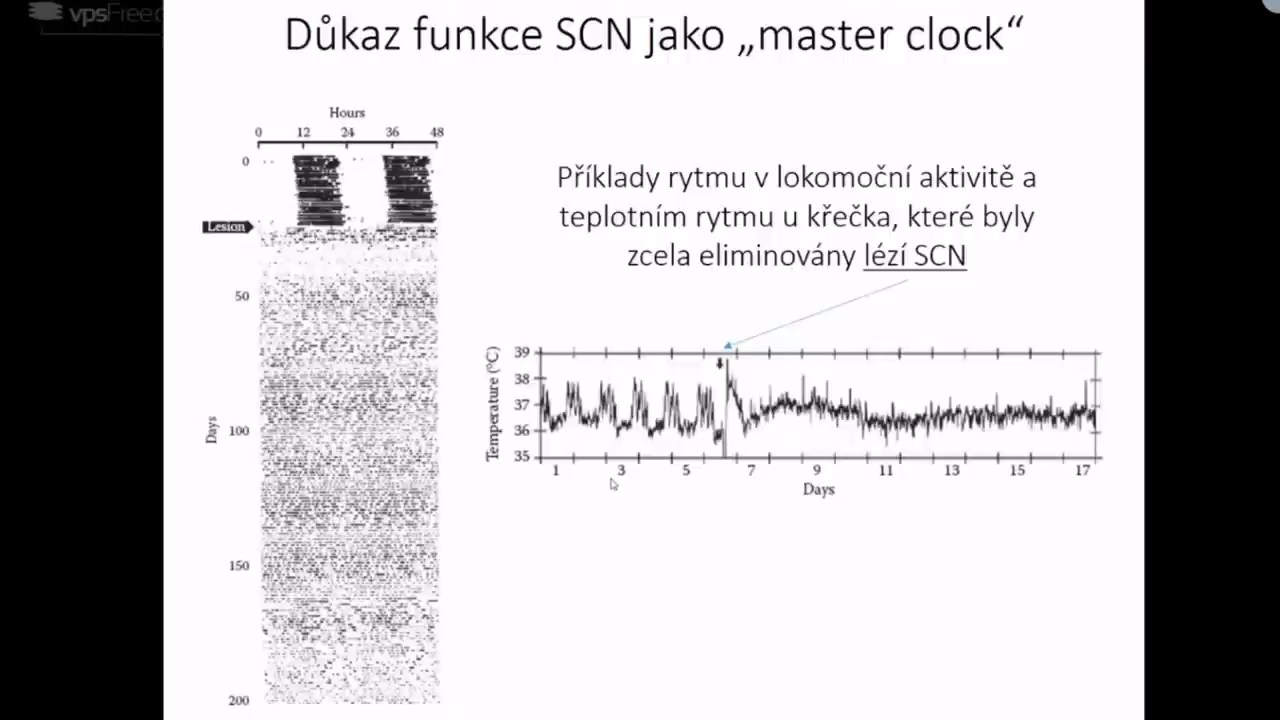 vpsFree
Důkaz funkce SCN jako „master clock“
Hours
0 12 24 36 48
0
Lesion
50
Days
100
150
200
Příklady rytmu v lokomoční aktivitě a
teplotním rytmu u křečka, které byly
zcela eliminovány lézí SCN
Temperature (°C)
39
38
37
36
35
1 3 5 7 9 11 13 15 17
Days